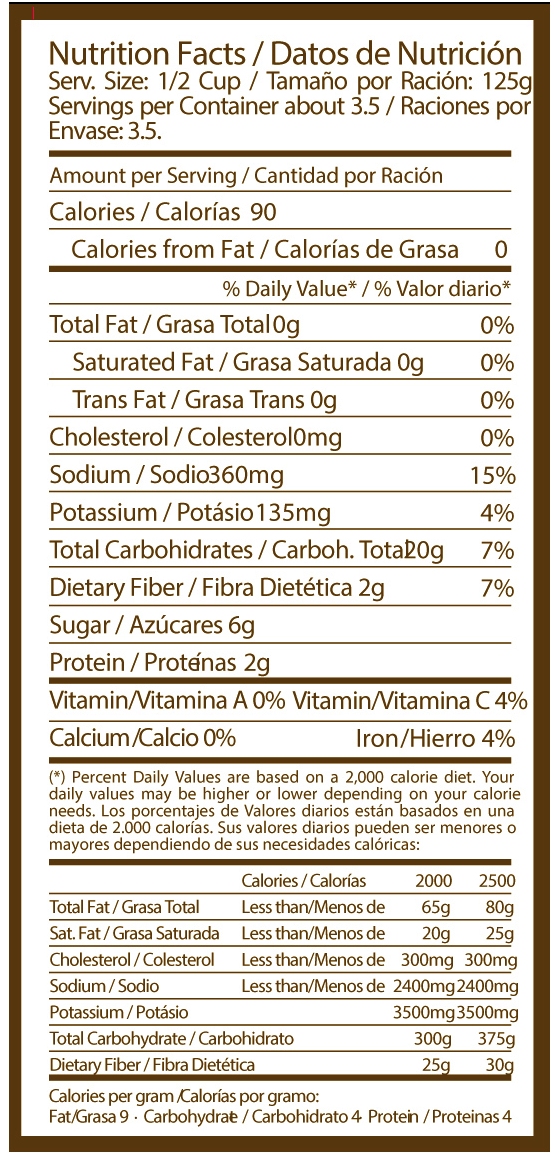 Nutrition Facts / Datos de Nutrición
Serv. Size: 1/2 Cup / Tamaño por Ración: 125g
Servings per Container about 3.5 / Raciones por
Envase: 3.5.
Amount per Serving / Cantidad por Ración
Calories / Calorías 90
Calories from Fat / Calorías de Grasa 0
% Daily Value* / % Valor diario*
Total Fat / Grasa Total 0g 0%
Saturated Fat / Grasa Saturada 0g 0%
Trans Fat / Grasa Trans 0g 0%
Cholesterol / Colesterol 0mg 0%
Sodium / Sodio 360mg 15%
Potassium / Potásio 135mg 4%
Total Carbohidrates / Carboh. Total 20g 7%
Dietary Fiber / Fibra Dietética 2g 7%
Sugar / Azúcares 6g
Protein / Proteínas 2g
Vitamin/Vitamina A 0% Vitamin/Vitamina C 4%
Calcium/Calcio 0% Iron/Hierro 4%
(*) Percent Daily Values are based on a 2,000 calorie diet. Your
daily values may be higher or lower depending on your calorie
needs. Los porcentajes de Valores diarios están basados en una
dieta de 2.000 calorías. Sus valores diarios pueden ser menores o
mayores dependiendo de sus necesidades calóricas:
Calories / Calorías 2000 2500
Total Fat / Grasa Total Less than/Menos de 65g 80g
Sat. Fat / Grasa Saturada Less than/Menos de 20g 25g
Cholesterol / Colesterol Less than/Menos de 300mg 300mg
Sodium / Sodio Less than/Menos de 2400mg 2400mg
Potassium / Potásio 3500mg 3500mg
Total Carbohydrate / Carbohidrato 300g 375g
Dietary Fiber / Fibra Dietética 25g 30g
Calories per gram /Calorías por gramo:
Fat/Grasa 9 · Carbohydrate / Carbohidrato 4 · Protein / Proteinas 4